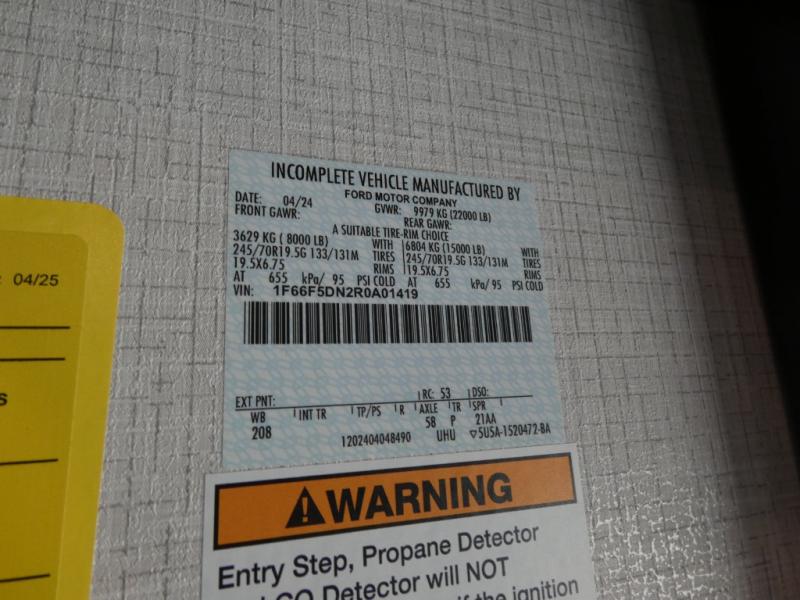 INCOMPLETE VEHICLE MANUFACTURED BY
FORD MOTOR COMPANY
DATE: 04/24 GVWR: 9979 KG (22000 LB)
FRONT GAWR: REAR GAWR:
A SUITABLE TIRE-RIM CHOICE
3629 KG ( 8000 LB) WITH 6804 KG (15000 LB) WITH
245/70R19.5G 133/131M TIRES 245/70R19.5G 133/131M TIRES
19.5X6.75 RIMS 19.5X6.75 RIMS
AT 655 kPa/ 95 PSI COLD AT 655 kPa/ 95 PSI COLD
VIN: 1F66F5DN2R0A01419
EXT PNT: RC: 53 DSO:
WB INT TR TP/PS R AXLE TR SPR
208 58 P 21AA
1202404048490 UHU ▽5U5A-1520472-BA
: 04/25
S
⚠WARNING
Entry Step, Propane Detector
CO Detector will NOT
if the ignition